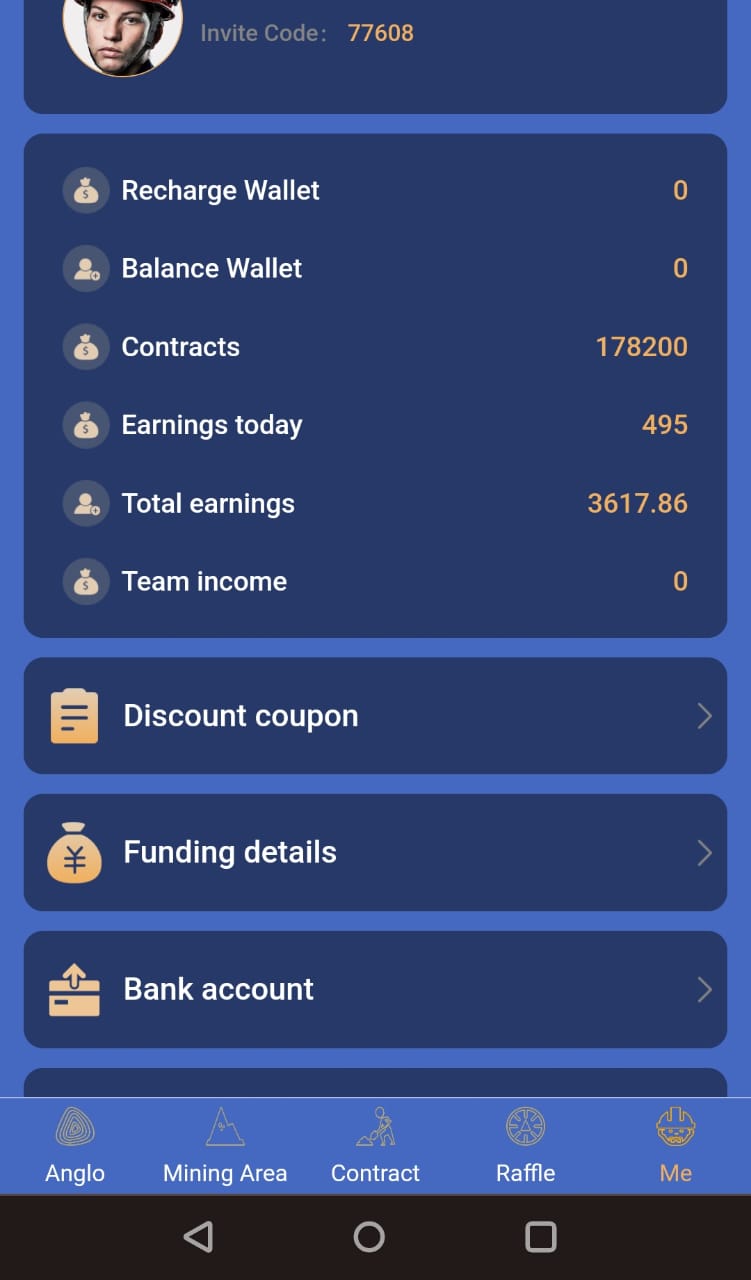 Invite Code： 77608
Recharge Wallet 0
Balance Wallet 0
Contracts 178200
Earnings today 495
Total earnings 3617.86
Team income 0
Discount coupon
Funding details
Bank account
Anglo Mining Area Contract Raffle Me